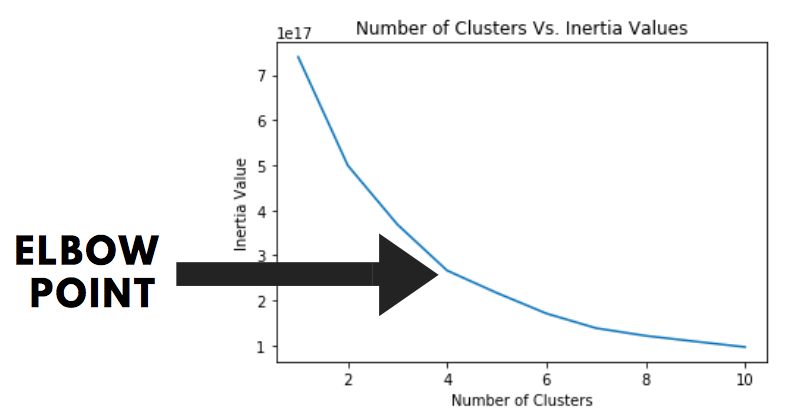 Number of Clusters Vs. Inertia Values
1e17
7
6
5
4
3
2
1
Inertia Value
ELBOW
POINT
2
4
6
8
10
Number of Clusters